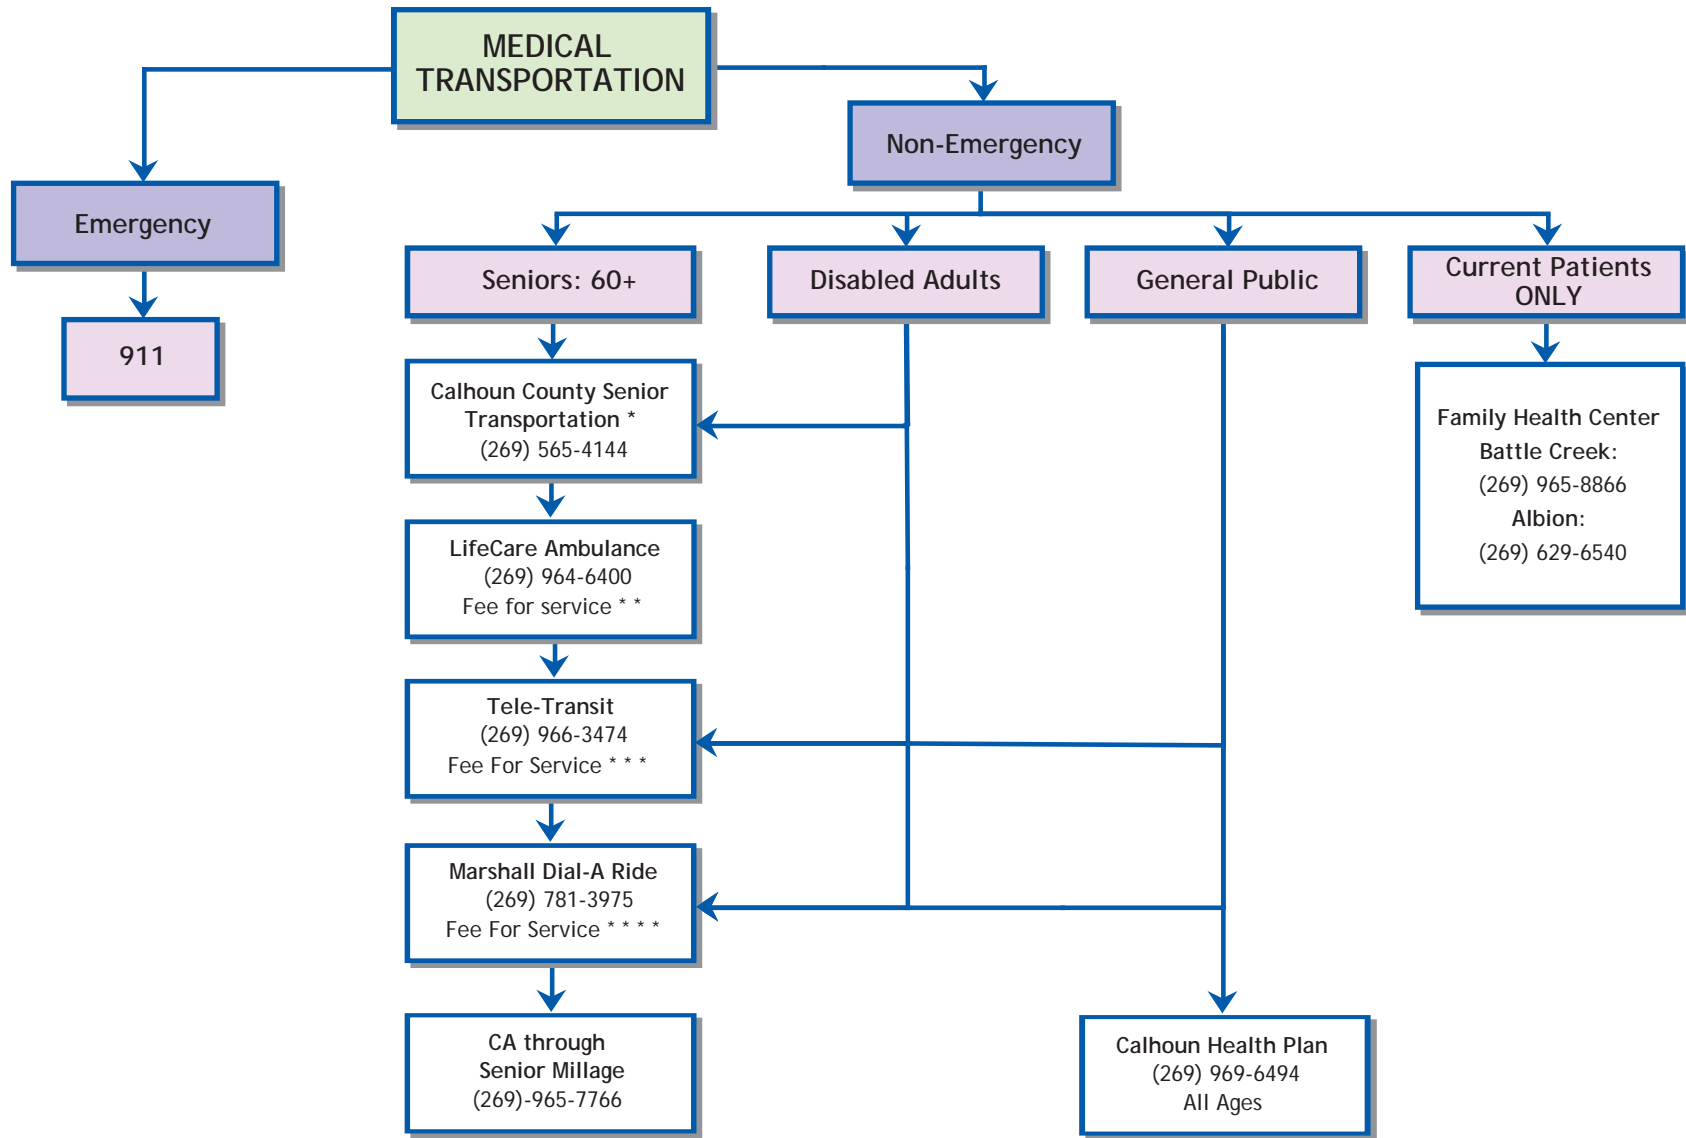 MEDICAL
TRANSPORTATION
Non-Emergency
Emergency
911
Seniors: 60+
Disabled Adults
General Public
Current Patients
ONLY
Calhoun County Senior
Transportation *
(269) 565-4144
LifeCare Ambulance
(269) 964-6400
Fee for service * *
Tele-Transit
(269) 966-3474
Fee For Service * * *
Marshall Dial-A Ride
(269) 781-3975
Fee For Service * * * *
CA through
Senior Millage
(269)-965-7766
Calhoun Health Plan
(269) 969-6494
All Ages
Family Health Center
Battle Creek:
(269) 965-8866
Albion:
(269) 629-6540